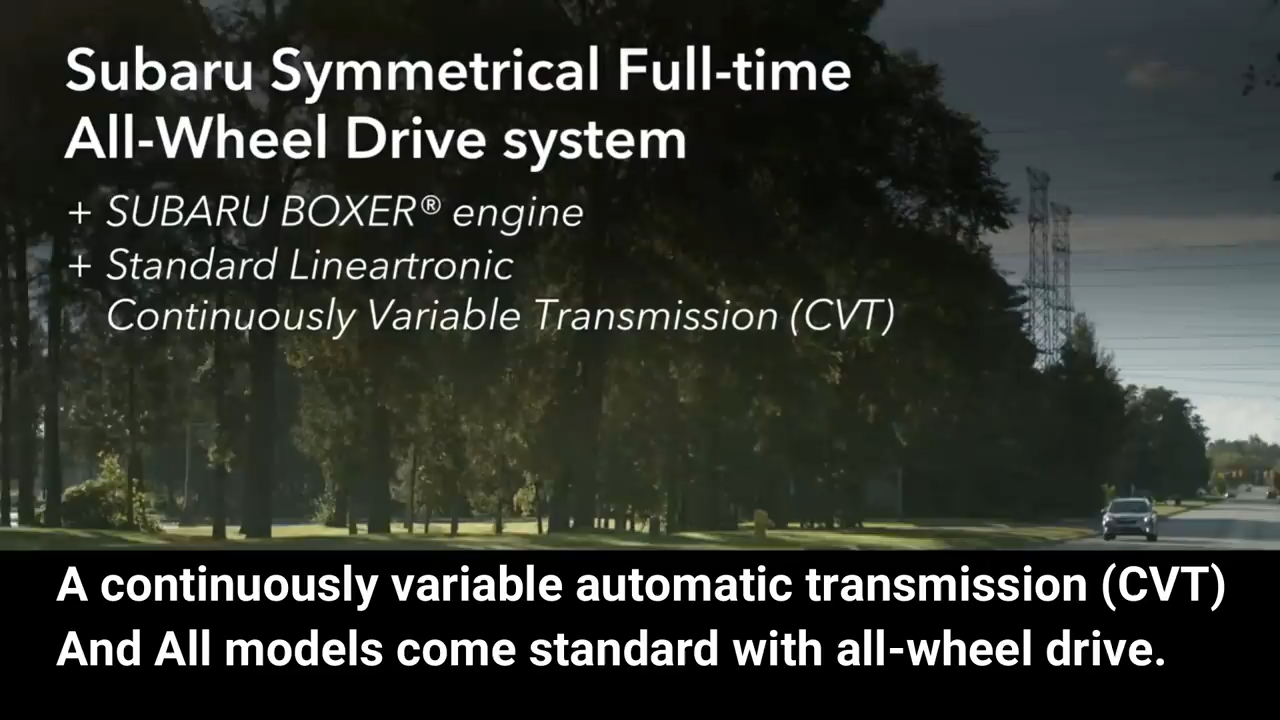 Subaru Symmetrical Full-time
All-Wheel Drive system
+ SUBARU BOXER® engine
+ Standard Lineartronic
Continuously Variable Transmission (CVT)
A continuously variable automatic transmission (CVT)
And All models come standard with all-wheel drive.